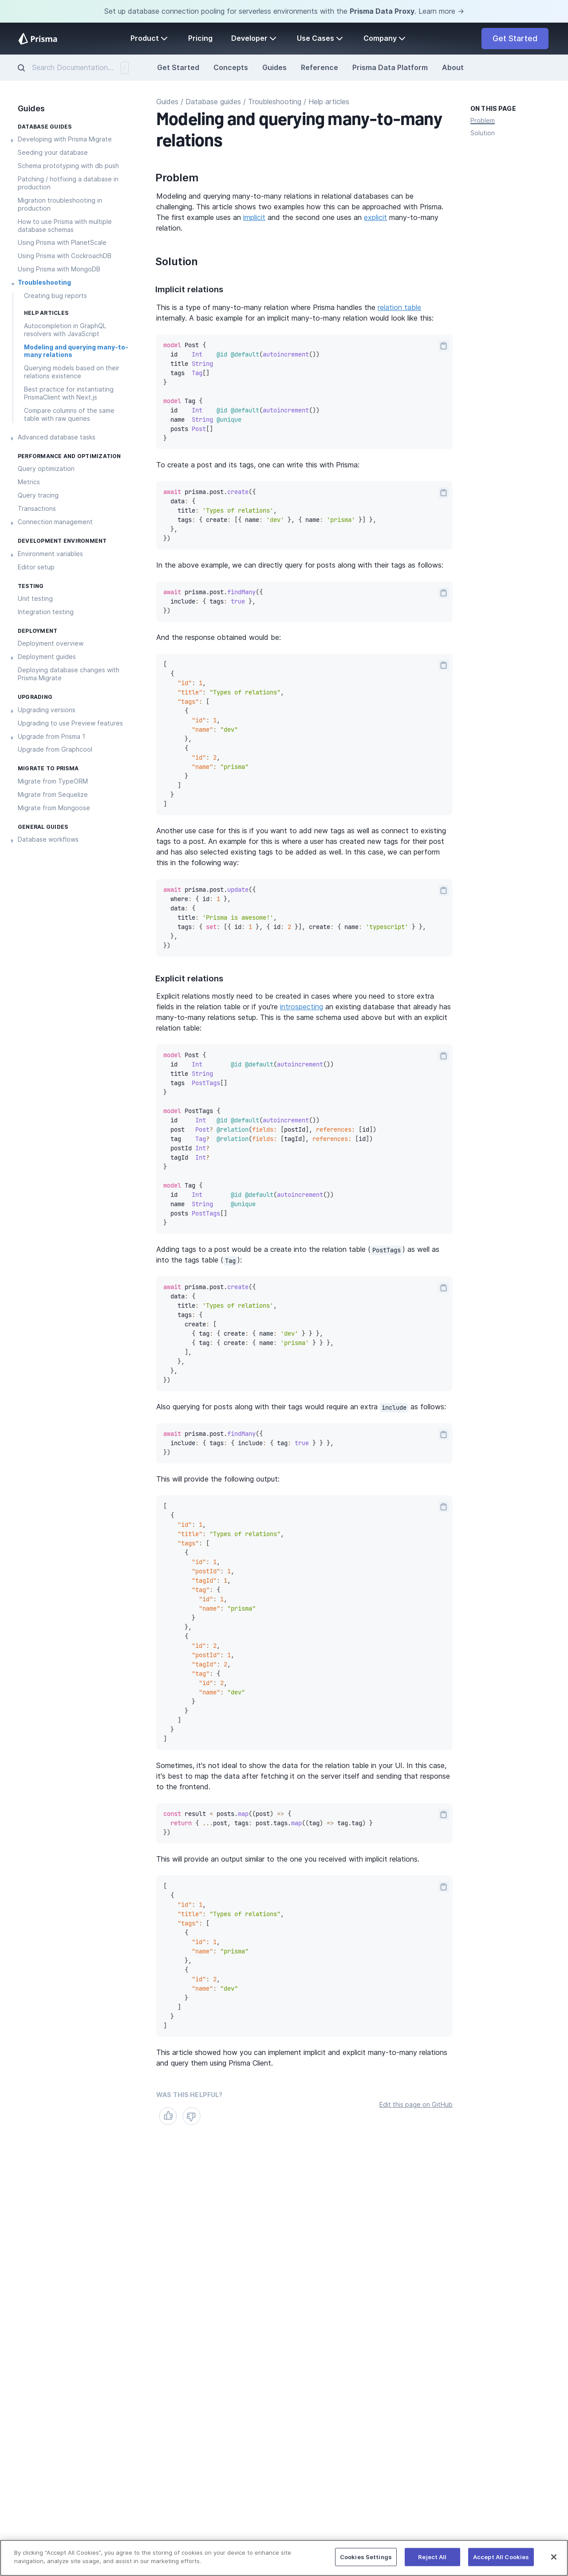 Set up database connection pooling for serverless environments with the Prisma Data Proxy. Learn more →
Prisma
Product
Pricing
Developer
Use Cases
Company
Get Started
Search Documentation...
/
Get Started
Concepts
Guides
Reference
Prisma Data Platform
About
Guides
DATABASE GUIDES
Developing with Prisma Migrate
Seeding your database
Schema prototyping with db push
Patching / hotfixing a database in
production
Migration troubleshooting in
production
How to use Prisma with multiple
database schemas
Using Prisma with PlanetScale
Using Prisma with CockroachDB
Using Prisma with MongoDB
Troubleshooting
Creating bug reports
HELP ARTICLES
Autocompletion in GraphQL
resolvers with JavaScript
Modeling and querying many-to-
many relations
Querying models based on their
relations existence
Best practice for instantiating
PrismaClient with Next.js
Compare columns of the same
table with raw queries
Advanced database tasks
PERFORMANCE AND OPTIMIZATION
Query optimization
Metrics
Query tracing
Transactions
Connection management
DEVELOPMENT ENVIRONMENT
Environment variables
Editor setup
TESTING
Unit testing
Integration testing
DEPLOYMENT
Deployment overview
Deployment guides
Deploying database changes with
Prisma Migrate
UPGRADING
Upgrading versions
Upgrading to use Preview features
Upgrade from Prisma 1
Upgrade from Graphcool
MIGRATE TO PRISMA
Migrate from TypeORM
Migrate from Sequelize
Migrate from Mongoose
GENERAL GUIDES
Database workflows
Guides / Database guides / Troubleshooting / Help articles
Modeling and querying many-to-many
relations
Problem
Modeling and querying many-to-many relations in relational databases can be
challenging. This article shows two examples how this can be approached with Prisma.
The first example uses an implicit and the second one uses an explicit many-to-many
relation.
Solution
Implicit relations
This is a type of many-to-many relation where Prisma handles the relation table
internally. A basic example for an implicit many-to-many relation would look like this:
model Post {
  id    Int    @id @default(autoincrement())
  title String
  tags  Tag[]
}
model Tag {
  id    Int    @id @default(autoincrement())
  name  String @unique
  posts Post[]
}
To create a post and its tags, one can write this with Prisma:
await prisma.post.create({
  data: {
    title: 'Types of relations',
    tags: { create: [{ name: 'dev' }, { name: 'prisma' }] },
  },
})
In the above example, we can directly query for posts along with their tags as follows:
await prisma.post.findMany({
  include: { tags: true },
})
And the response obtained would be:
[
  {
    "id": 1,
    "title": "Types of relations",
    "tags": [
      {
        "id": 1,
        "name": "dev"
      },
      {
        "id": 2,
        "name": "prisma"
      }
    ]
  }
]
Another use case for this is if you want to add new tags as well as connect to existing
tags to a post. An example for this is where a user has created new tags for their post
and has also selected existing tags to be added as well. In this case, we can perform
this in the following way:
await prisma.post.update({
  where: { id: 1 },
  data: {
    title: 'Prisma is awesome!',
    tags: { set: [{ id: 1 }, { id: 2 }], create: { name: 'typescript' } },
  },
})
Explicit relations
Explicit relations mostly need to be created in cases where you need to store extra
fields in the relation table or if you're introspecting an existing database that already has
many-to-many relations setup. This is the same schema used above but with an explicit
relation table:
model Post {
  id    Int        @id @default(autoincrement())
  title String
  tags  PostTags[]
}
model PostTags {
  id     Int   @id @default(autoincrement())
  post   Post? @relation(fields: [postId], references: [id])
  tag    Tag?  @relation(fields: [tagId], references: [id])
  postId Int?
  tagId  Int?
}
model Tag {
  id    Int        @id @default(autoincrement())
  name  String     @unique
  posts PostTags[]
}
Adding tags to a post would be a create into the relation table (PostTags) as well as
into the tags table (Tag):
await prisma.post.create({
  data: {
    title: 'Types of relations',
    tags: {
      create: [
        { tag: { create: { name: 'dev' } } },
        { tag: { create: { name: 'prisma' } } },
      ],
    },
  },
})
Also querying for posts along with their tags would require an extra include as follows:
await prisma.post.findMany({
  include: { tags: { include: { tag: true } } },
})
This will provide the following output:
[
  {
    "id": 1,
    "title": "Types of relations",
    "tags": [
      {
        "id": 1,
        "postId": 1,
        "tagId": 1,
        "tag": {
          "id": 1,
          "name": "prisma"
        }
      },
      {
        "id": 2,
        "postId": 1,
        "tagId": 2,
        "tag": {
          "id": 2,
          "name": "dev"
        }
      }
    ]
  }
]
Sometimes, it's not ideal to show the data for the relation table in your UI. In this case,
it's best to map the data after fetching it on the server itself and sending that response
to the frontend.
const result = posts.map((post) => {
  return { ...post, tags: post.tags.map((tag) => tag.tag) }
})
This will provide an output similar to the one you received with implicit relations.
[
  {
    "id": 1,
    "title": "Types of relations",
    "tags": [
      {
        "id": 1,
        "name": "prisma"
      },
      {
        "id": 2,
        "name": "dev"
      }
    ]
  }
]
This article showed how you can implement implicit and explicit many-to-many relations
and query them using Prisma Client.
WAS THIS HELPFUL?
Edit this page on GitHub
ON THIS PAGE
Problem
Solution
By clicking "Accept All Cookies", you agree to the storing of cookies on your device to enhance site
navigation, analyze site usage, and assist in our marketing efforts.
Cookies Settings
Reject All
Accept All Cookies